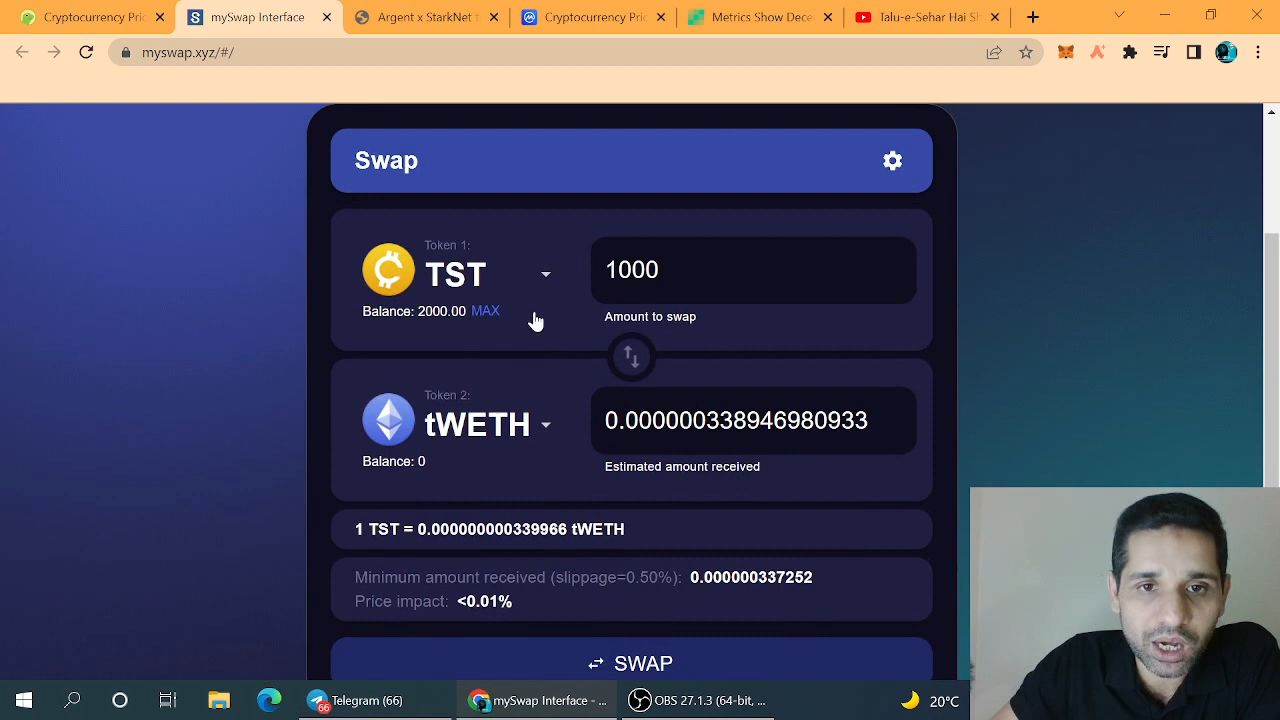 Cryptocurrency Pric
mySwap Interface
Argent x StarkNet t
Cryptocurrency Pric
Metrics Show Dece
Talu-e-Sehar Hai Sh
myswap.xyz/#/
Swap
Token 1:
TST
1000
Balance: 2000.00 MAX
Amount to swap
Token 2:
tWETH
0.000000338946980933
Balance: 0
Estimated amount received
1 TST = 0.000000000339966 tWETH
Minimum amount received (slippage=0.50%): 0.000000337252
Price impact: <0.01%
SWAP
66
Telegram (66)
mySwap Interface - ...
OBS 27.1.3 (64-bit, ...
20°C